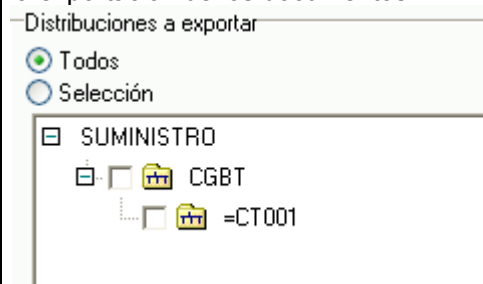 Distribuciones a exportar
Todos
Selección
SUMINISTRO
CGBT
=CT001